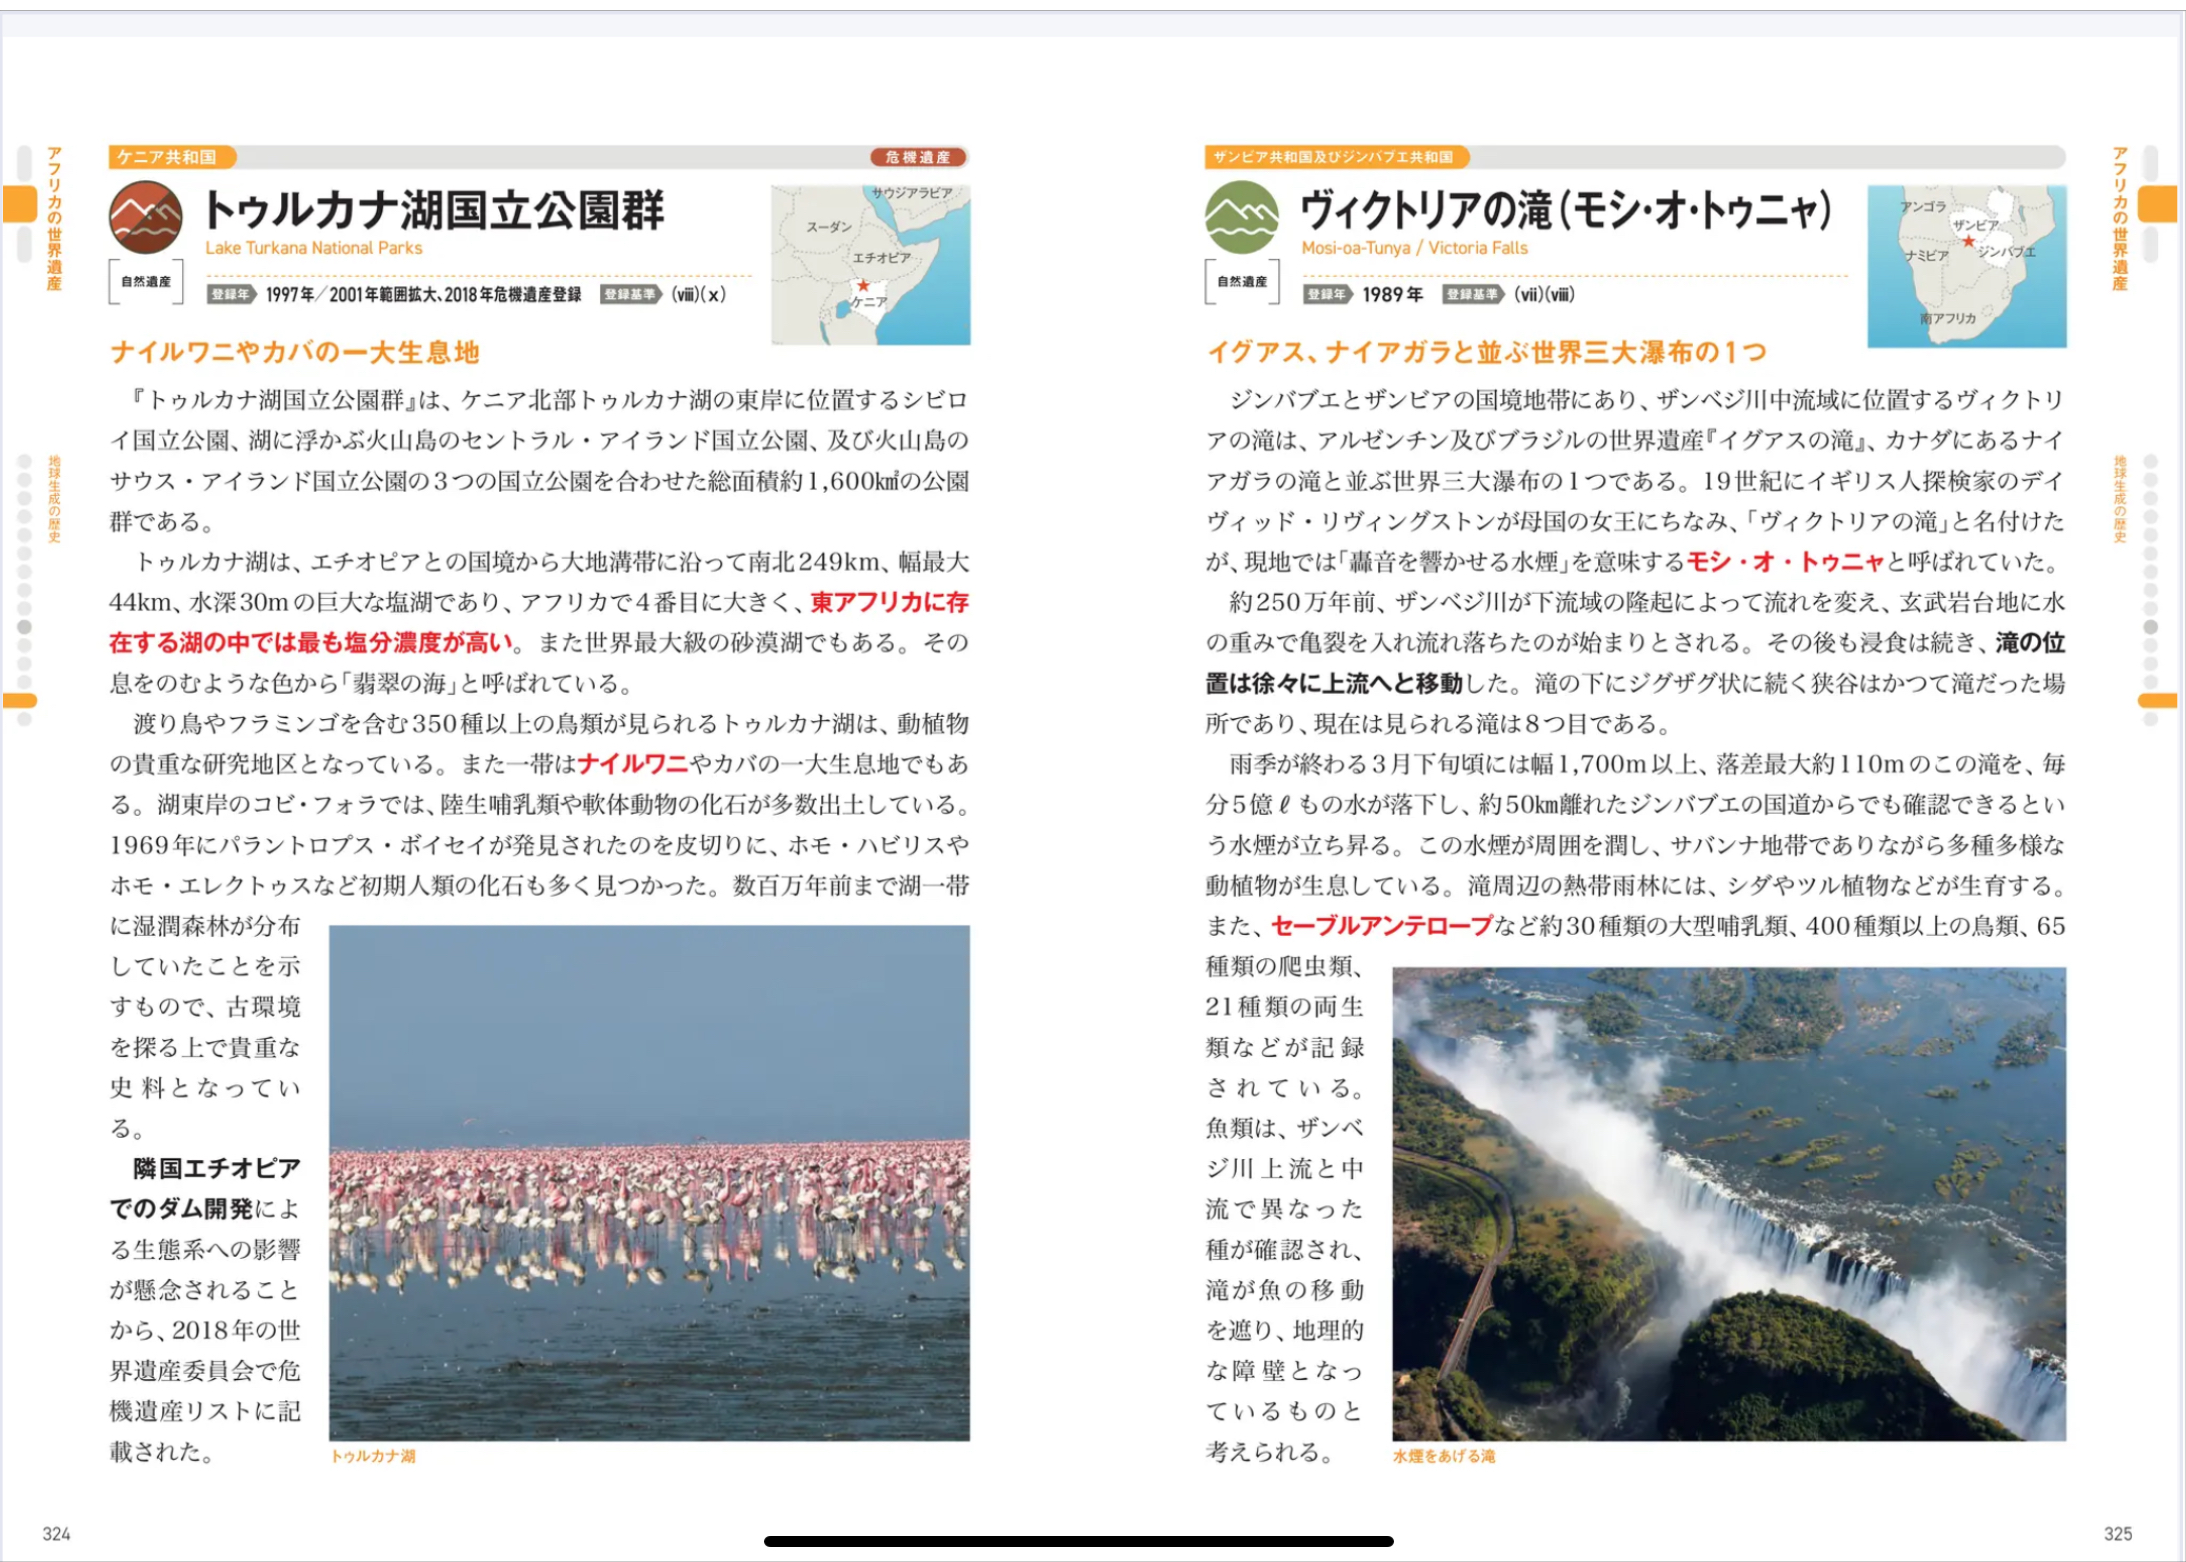 アフリカの世界遺産
地球生成の歴史
ケニア共和国
危機遺産
トゥルカナ湖国立公園群
Lake Turkana National Parks
自然遺産
登録年 1997年／2001年範囲拡大、2018年危機遺産登録 登録基準 (viii)(x)
サウジアラビア
スーダン
エチオピア
ケニア
ナイルワニやカバの一大生息地
『トゥルカナ湖国立公園群』は、ケニア北部トゥルカナ湖の東岸に位置するシビロ
イ国立公園、湖に浮かぶ火山島のセントラル・アイランド国立公園、及び火山島の
サウス・アイランド国立公園の3つの国立公園を合わせた総面積約1,600㎢の公園
群である。
トゥルカナ湖は、エチオピアとの国境から大地溝帯に沿って南北249km、幅最大
44km、水深30mの巨大な塩湖であり、アフリカで4番目に大きく、東アフリカに存
在する湖の中では最も塩分濃度が高い。また世界最大級の砂漠湖でもある。その
息をのむような色から「翡翠の海」と呼ばれている。
渡り鳥やフラミンゴを含む350種以上の鳥類が見られるトゥルカナ湖は、動植物
の貴重な研究地区となっている。また一帯はナイルワニやカバの一大生息地でもあ
る。湖東岸のコビ・フォラでは、陸生哺乳類や軟体動物の化石が多数出土している。
1969年にパラントロプス・ボイセイが発見されたのを皮切りに、ホモ・ハビリスや
ホモ・エレクトゥスなど初期人類の化石も多く見つかった。数百万年前まで湖一帯
に湿潤森林が分布
していたことを示
すもので、古環境
を探る上で貴重な
史料となってい
る。
隣国エチオピア
でのダム開発によ
る生態系への影響
が懸念されること
から、2018年の世
界遺産委員会で危
機遺産リストに記
載された。
トゥルカナ湖
324
ザンビア共和国及びジンバブエ共和国
ヴィクトリアの滝（モシ・オ・トゥニャ）
Mosi-oa-Tunya / Victoria Falls
自然遺産
登録年 1989年 登録基準 (vii)(viii)
アンゴラ
ザンビア
ナミビア
ジンバブエ
南アフリカ
イグアス、ナイアガラと並ぶ世界三大瀑布の1つ
ジンバブエとザンビアの国境地帯にあり、ザンベジ川中流域に位置するヴィクトリ
アの滝は、アルゼンチン及びブラジルの世界遺産『イグアスの滝』、カナダにあるナイ
アガラの滝と並ぶ世界三大瀑布の1つである。19世紀にイギリス人探検家のデイ
ヴィッド・リヴィングストンが母国の女王にちなみ、「ヴィクトリアの滝」と名付けた
が、現地では「轟音を響かせる水煙」を意味するモシ・オ・トゥニャと呼ばれていた。
約250万年前、ザンベジ川が下流域の隆起によって流れを変え、玄武岩台地に水
の重みで亀裂を入れ流れ落ちたのが始まりとされる。その後も浸食は続き、滝の位
置は徐々に上流へと移動した。滝の下にジグザグ状に続く狭谷はかつて滝だった場
所であり、現在は見られる滝は8つ目である。
雨季が終わる3月下旬頃には幅1,700m以上、落差最大約110mのこの滝を、毎
分5億ℓもの水が落下し、約50km離れたジンバブエの国道からでも確認できるとい
う水煙が立ち昇る。この水煙が周囲を潤し、サバンナ地帯でありながら多種多様な
動植物が生息している。滝周辺の熱帯雨林には、シダやツル植物などが生育する。
また、セーブルアンテロープなど約30種類の大型哺乳類、400種類以上の鳥類、65
種類の爬虫類、
21種類の両生
類などが記録
されている。
魚類は、ザンベ
ジ川上流と中
流で異なった
種が確認され、
滝が魚の移動
を遮り、地理的
な障壁となっ
ているものと
考えられる。
水煙をあげる滝
アフリカの世界遺産
地球生成の歴史
325